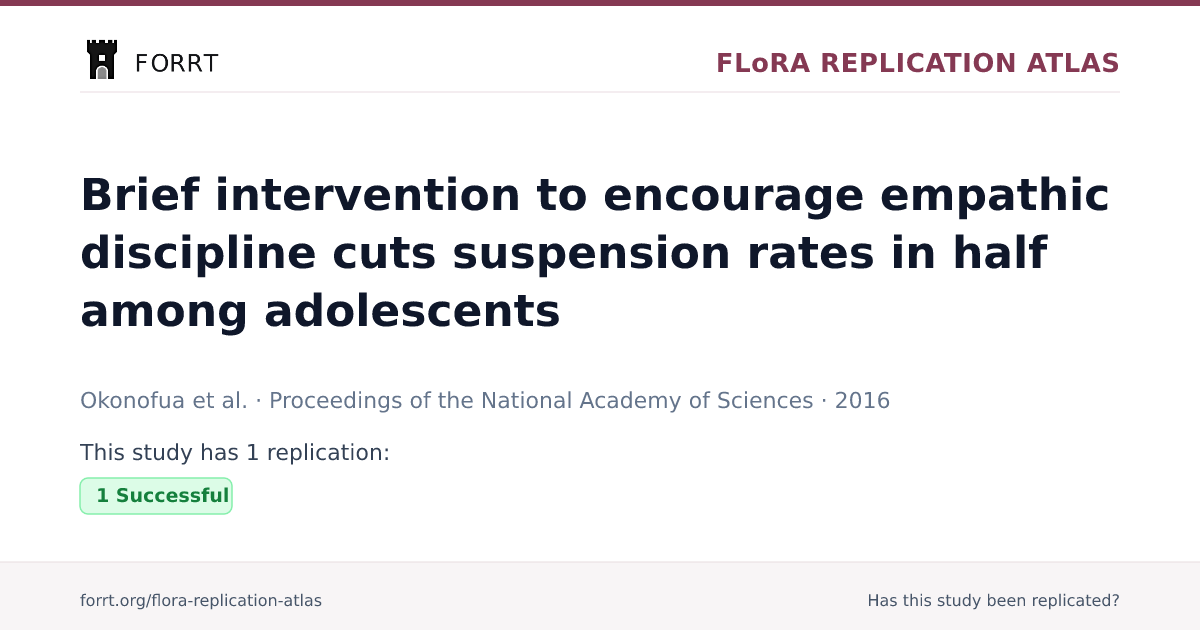 FORRT
FLoRA REPLICATION ATLAS
Brief intervention to encourage empathic
discipline cuts suspension rates in half
among adolescents
Okonofua et al. · Proceedings of the National Academy of Sciences · 2016
This study has 1 replication:
1 Successful
forrt.org/flora-replication-atlas
Has this study been replicated?